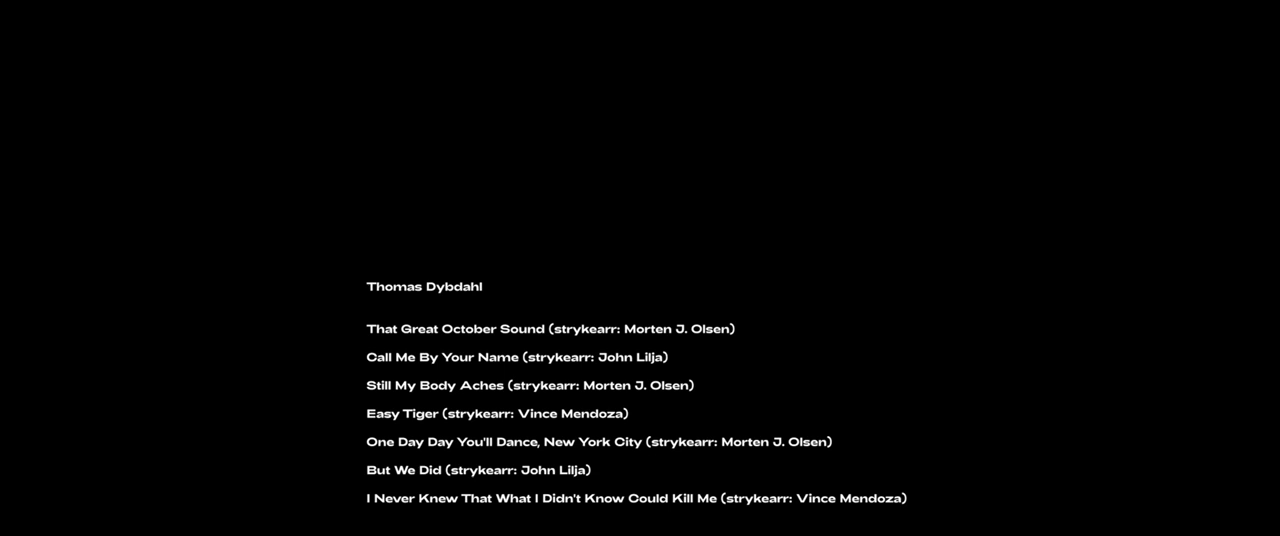 Thomas Dybdahl
That Great October Sound (strykearr: Morten J. Olsen)
Call Me By Your Name (strykearr: John Lilja)
Still My Body Aches (strykearr: Morten J. Olsen)
Easy Tiger (strykearr: Vince Mendoza)
One Day Day You'll Dance, New York City (strykearr: Morten J. Olsen)
But We Did (strykearr: John Lilja)
I Never Knew That What I Didn't Know Could Kill Me (strykearr: Vince Mendoza)